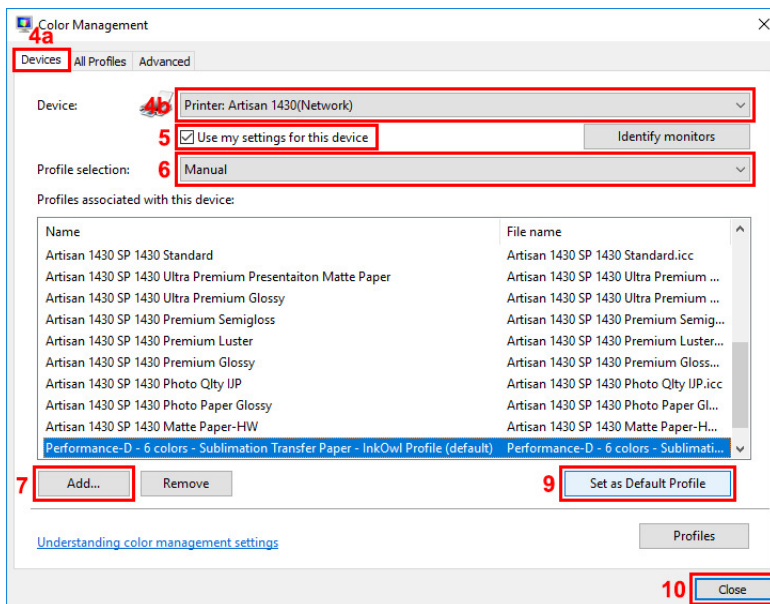 Color Management
4a
Devices All Profiles Advanced
Device: 4b Printer: Artisan 1430(Network)
5 Use my settings for this device Identify monitors
Profile selection: 6 Manual
Profiles associated with this device:
Name File name
Artisan 1430 SP 1430 Standard Artisan 1430 SP 1430 Standard.icc
Artisan 1430 SP 1430 Ultra Premium Presentaiton Matte Paper Artisan 1430 SP 1430 Ultra Premium ...
Artisan 1430 SP 1430 Ultra Premium Glossy Artisan 1430 SP 1430 Ultra Premium ...
Artisan 1430 SP 1430 Premium Semigloss Artisan 1430 SP 1430 Premium Semig...
Artisan 1430 SP 1430 Premium Luster Artisan 1430 SP 1430 Premium Luster...
Artisan 1430 SP 1430 Premium Glossy Artisan 1430 SP 1430 Premium Gloss...
Artisan 1430 SP 1430 Photo Qlty IJP Artisan 1430 SP 1430 Photo Qlty IJP.icc
Artisan 1430 SP 1430 Photo Paper Glossy Artisan 1430 SP 1430 Photo Paper Gl...
Artisan 1430 SP 1430 Matte Paper-HW Artisan 1430 SP 1430 Matte Paper-H...
Performance-D - 6 colors - Sublimation Transfer Paper - InkOwl Profile (default) Performance-D - 6 colors - Sublimati...
7 Add... Remove 9 Set as Default Profile
Understanding color management settings Profiles
10 Close